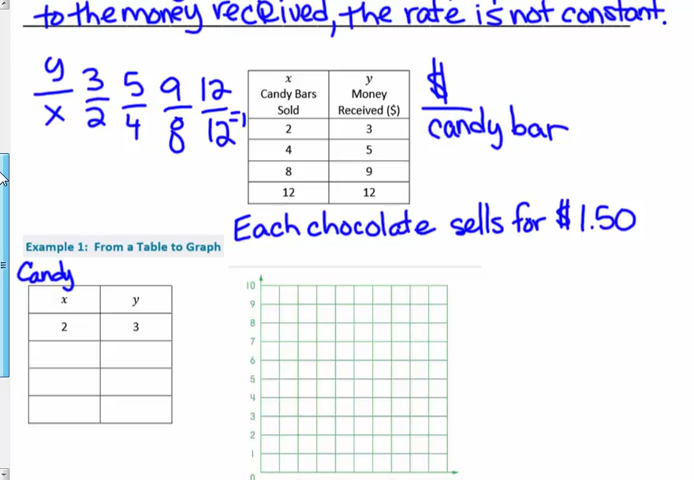 to the money received, the rate is not constant.
y/x 3/2 5/4 9/8 12/12 =1
x y
Candy Bars Money
Sold Received ($)
2 3
4 5
8 9
12 12
$/candy bar
Each chocolate sells for $1.50
Example 1: From a Table to Graph
Candy
x y
2 3
10
9
8
7
6
5
4
3
2
1
0